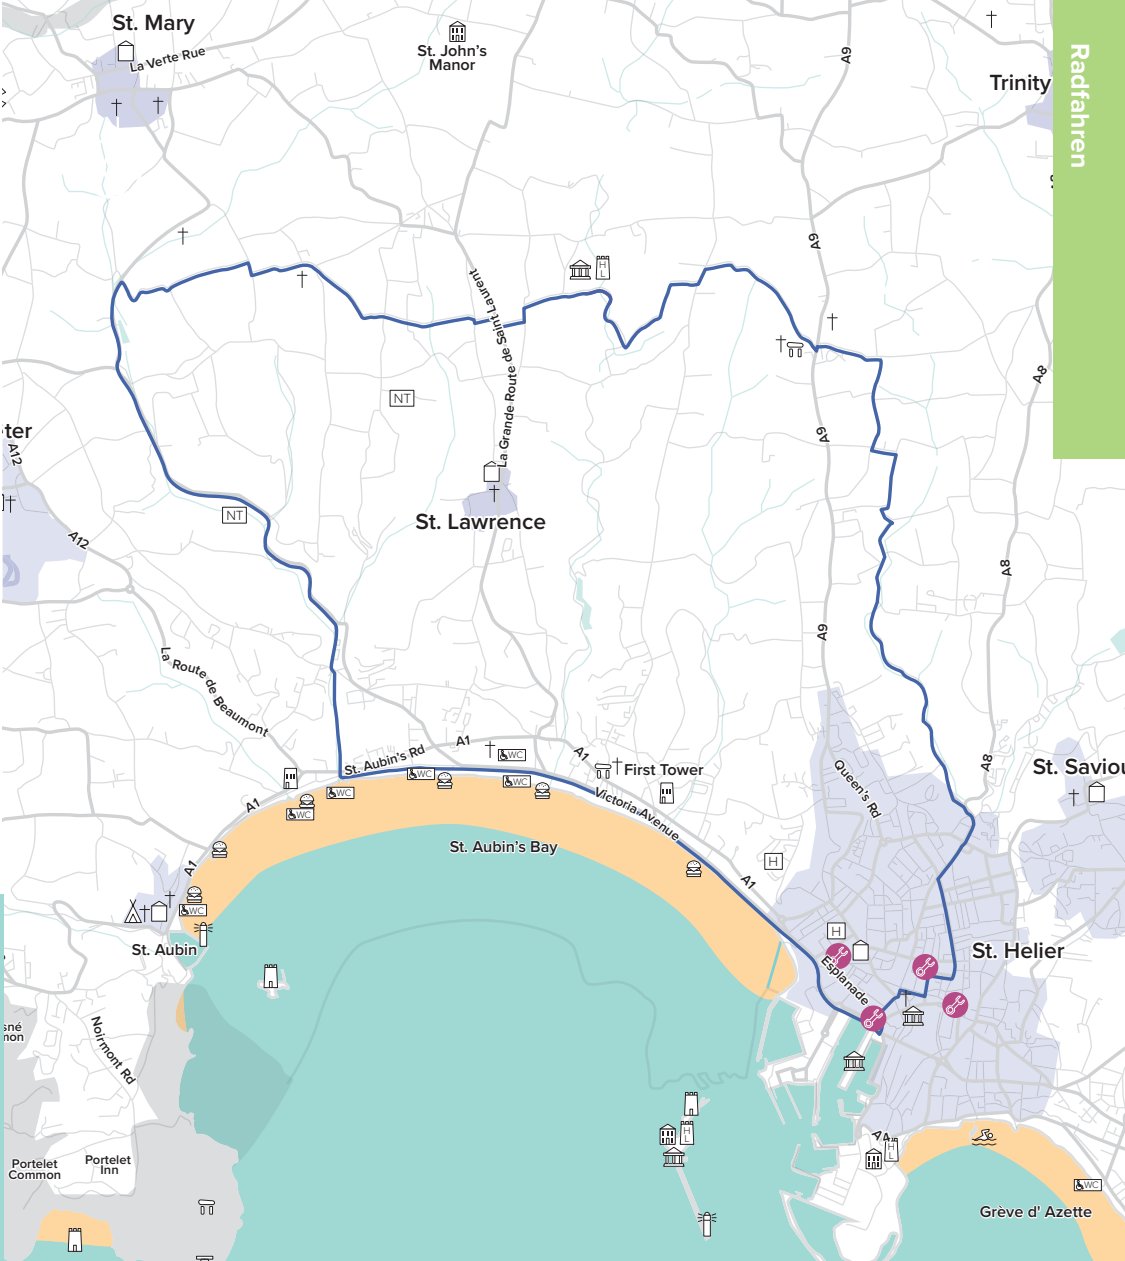 St. Mary
La Verte Rue
St. John's
Manor
A9
Trinity
Radfahren
A9
H
L
La Grande Route de Saint Laurent
A8
NT
A9
ter
A12
NT
St. Lawrence
A12
A8
A9
La Route de Beaumont
St. Aubin's Rd
A1
WC
A1
First Tower
Queen's Rd
A8
St. Saviou
WC
WC
WC
WC
Victoria Avenue
A1
St. Aubin's Bay
A1
H
A1
WC
St. Aubin
H
St. Helier
Esplanade
sné
mon
Noirmont Rd
H
L
A4
H
L
Portelet
Common
Portelet
Inn
WC
Grève d' Azette